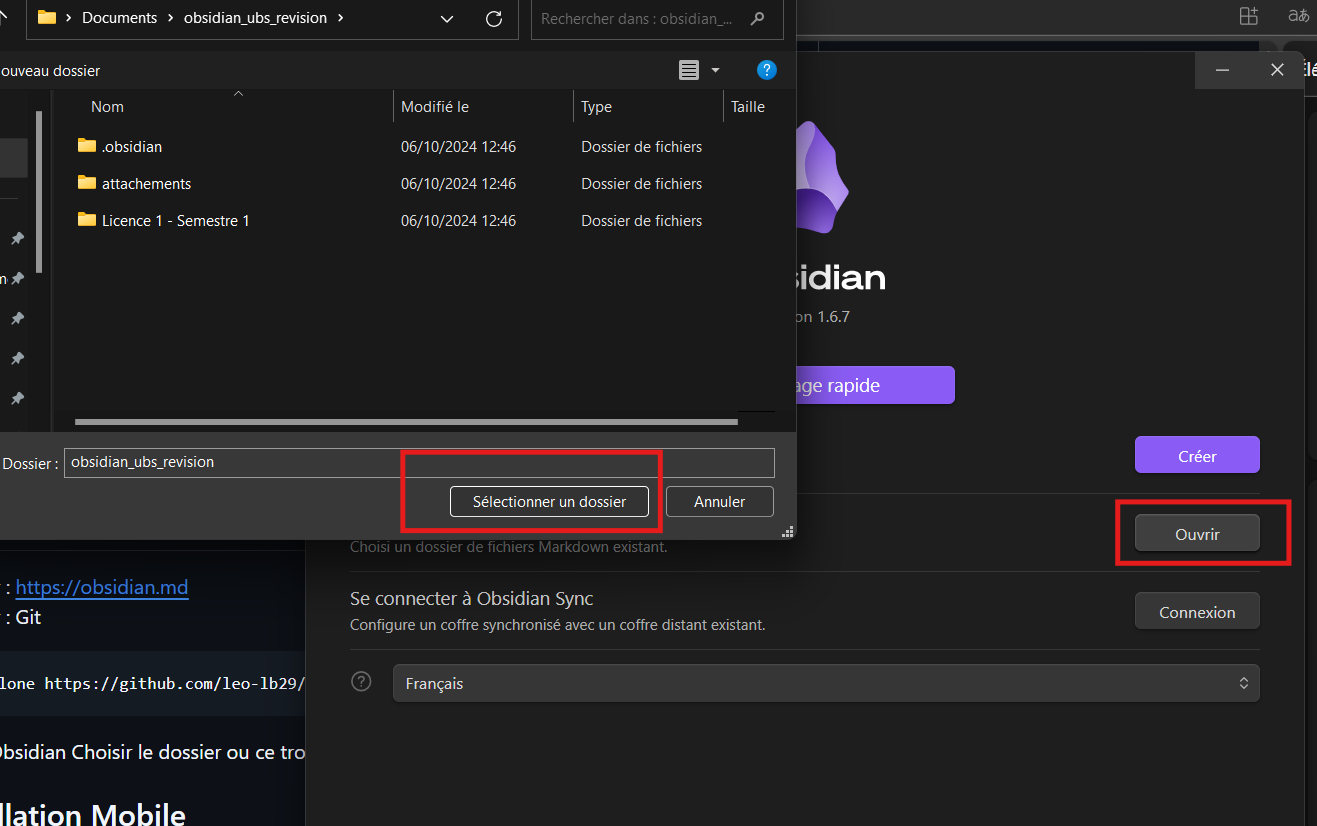 Documents > obsidian_ubs_revision >
Rechercher dans : obsidian_...
ouveau dossier
Nom Modifié le Type Taille
.obsidian 06/10/2024 12:46 Dossier de fichiers
attachements 06/10/2024 12:46 Dossier de fichiers
Licence 1 - Semestre 1 06/10/2024 12:46 Dossier de fichiers
sidian
on 1.6.7
age rapide
Dossier : obsidian_ubs_revision
Créer
Sélectionner un dossier Annuler
Ouvrir
Choisi un dossier de fichiers Markdown existant.
: https://obsidian.md
Se connecter à Obsidian Sync
Connexion
: Git
Configure un coffre synchronisé avec un coffre distant existant.
lone https://github.com/leo-lb29/
Français
Obsidian Choisir le dossier ou ce tro
llation Mobile